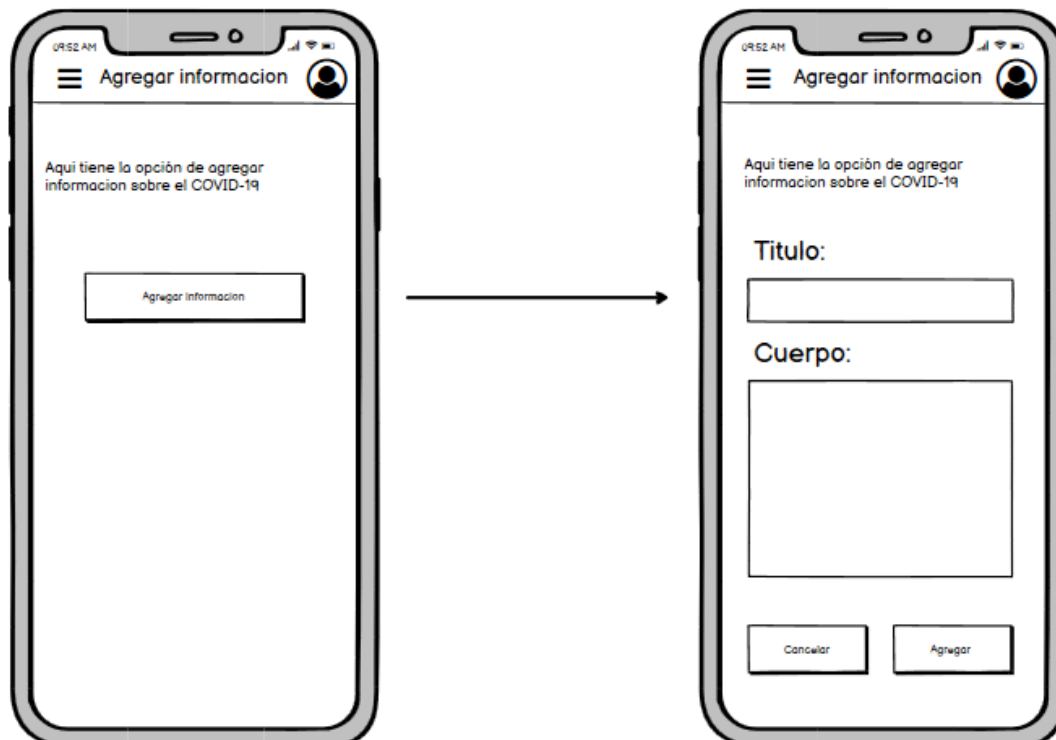 09:52 AM
Agregar informacion
Aqui tiene la opción de agregar
informacion sobre el COVID-19
Agregar informacion
09:52 AM
Agregar informacion
Aqui tiene la opción de agregar
informacion sobre el COVID-19
Titulo:
Cuerpo:
Cancelar
Agregar